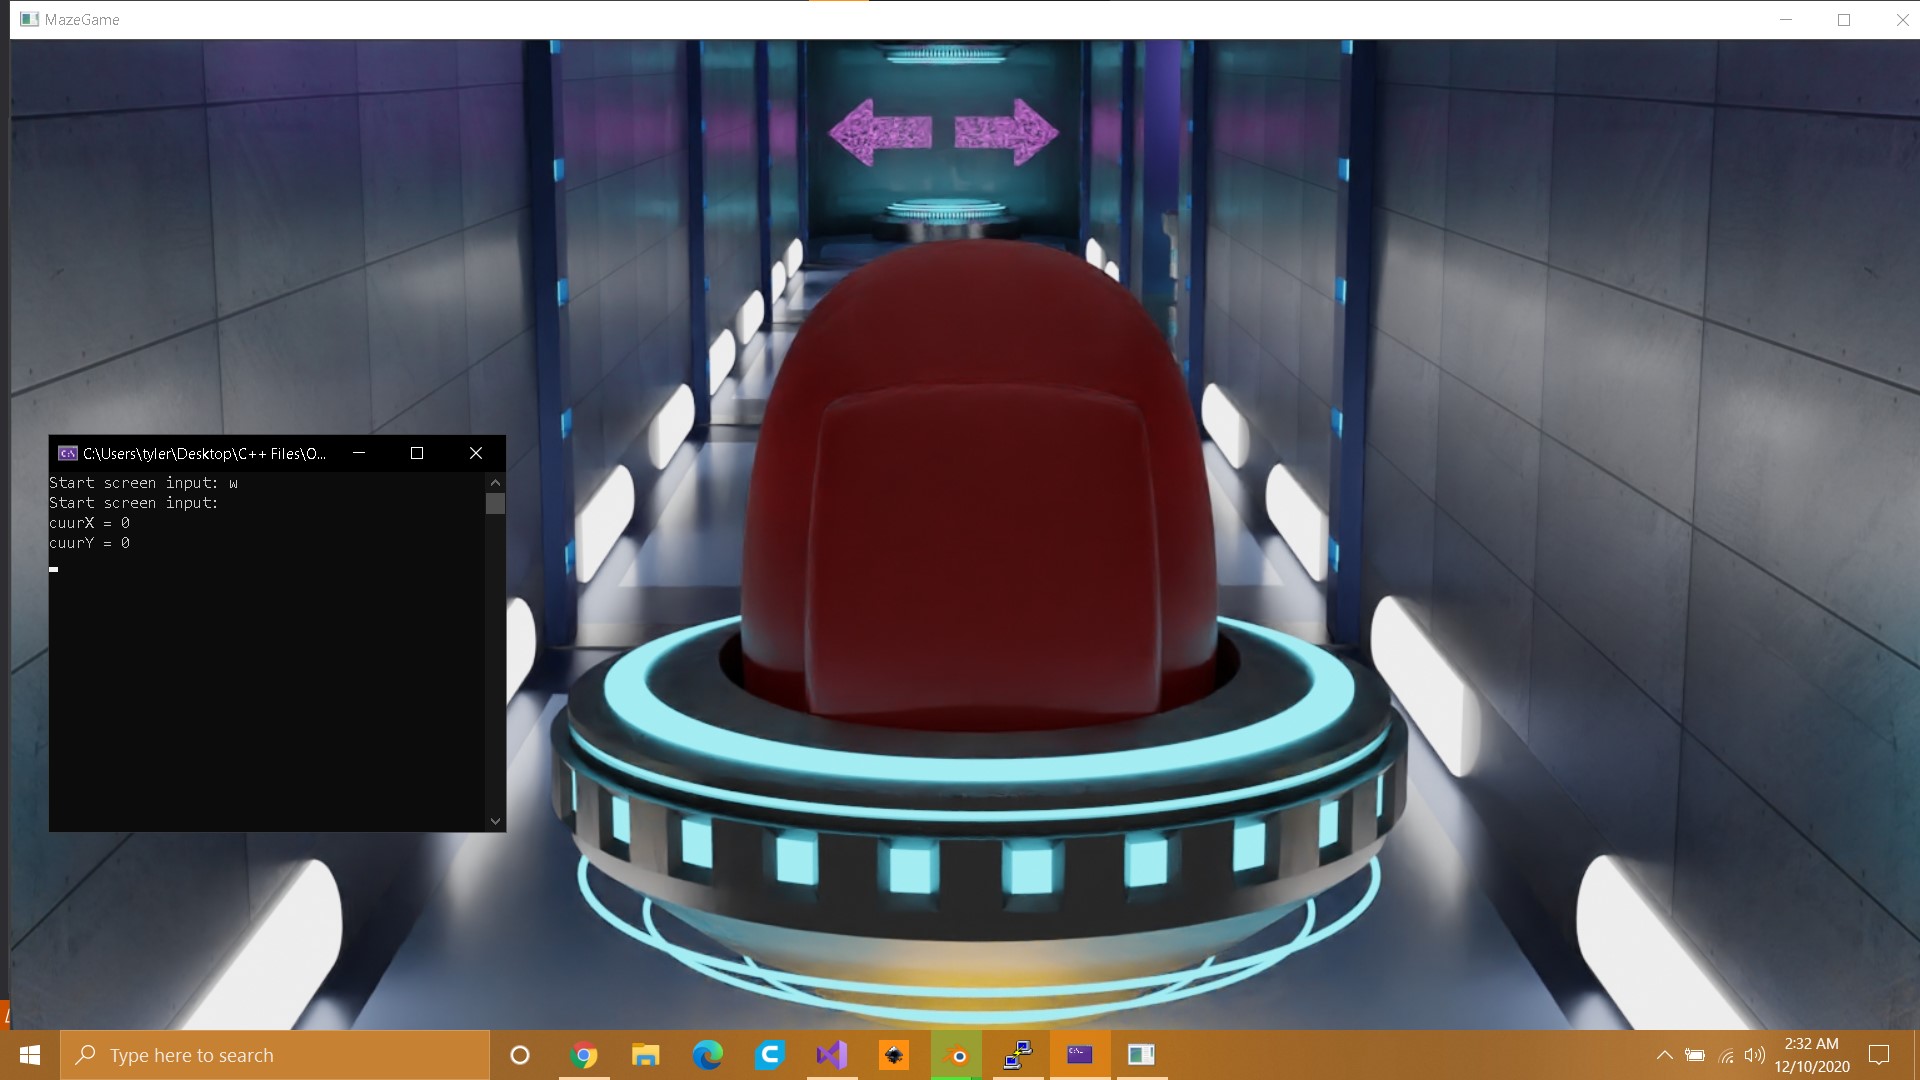 MazeGame
C:\Users\tyler\Desktop\C++ Files\O...
Start screen input: w
Start screen input:
cuurX = 0
cuurY = 0
Type here to search
2:32 AM
12/10/2020